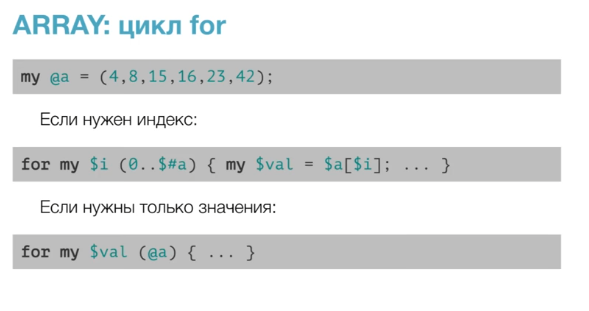 ARRAY: цикл for
my @a = (4,8,15,16,23,42);
Если нужен индекс:
for my $i (0..$#a) { my $val = $a[$i]; ... }
Если нужны только значения:
for my $val (@a) { ... }